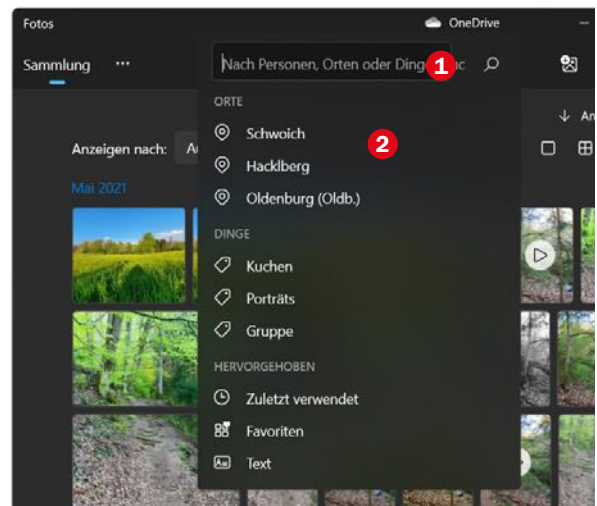 Fotos
OneDrive
Sammlung
Nach Personen, Orten oder
1
ORTE
Schwoich
2
Anzeigen nach:
Hacklberg
Mai 2021
Oldenburg (Oldb.)
DINGE
Kuchen
Porträts
Gruppe
HERVORGEHOBEN
Zuletzt verwendet
Favoriten
Text